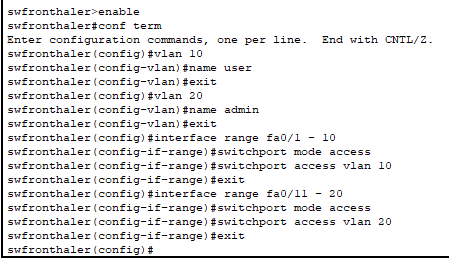 swfronthaler>enable
swfronthaler#conf term
Enter configuration commands, one per line.  End with CNTL/Z.
swfronthaler(config)#vlan 10
swfronthaler(config-vlan)#name user
swfronthaler(config-vlan)#exit
swfronthaler(config)#vlan 20
swfronthaler(config-vlan)#name admin
swfronthaler(config-vlan)#exit
swfronthaler(config)#interface range fa0/1 - 10
swfronthaler(config-if-range)#switchport mode access
swfronthaler(config-if-range)#switchport access vlan 10
swfronthaler(config-if-range)#exit
swfronthaler(config)#interface range fa0/11 - 20
swfronthaler(config-if-range)#switchport mode access
swfronthaler(config-if-range)#switchport access vlan 20
swfronthaler(config-if-range)#exit
swfronthaler(config)#